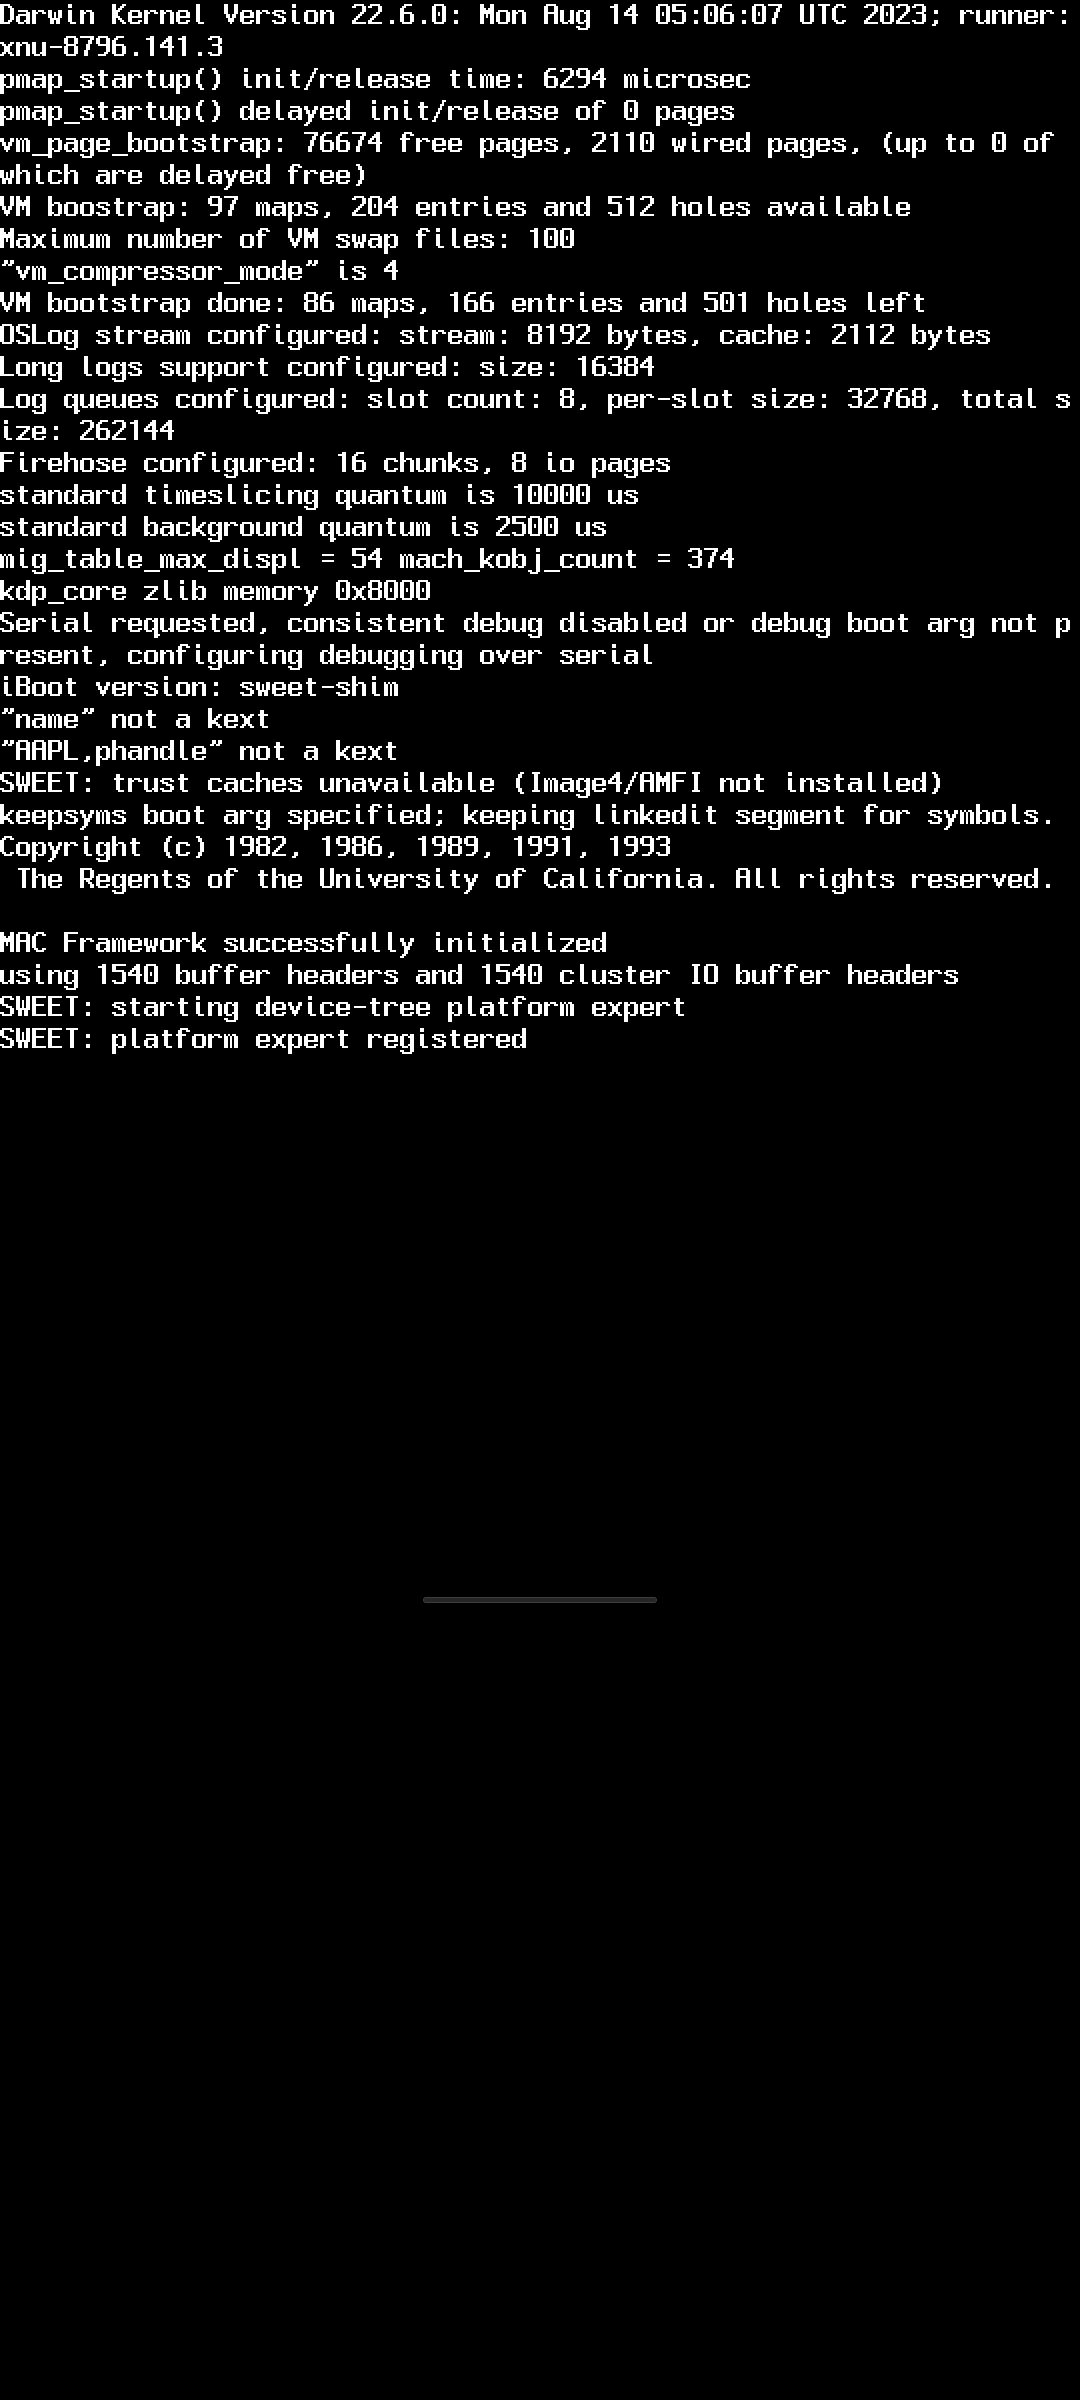 Darwin Kernel Version 22.6.0: Mon Aug 14 05:06:07 UTC 2023; runner:
xnu-8796.141.3
pmap_startup() init/release time: 6294 microsec
pmap_startup() delayed init/release of 0 pages
vm_page_bootstrap: 76674 free pages, 2110 wired pages, (up to 0 of
which are delayed free)
VM boostrap: 97 maps, 204 entries and 512 holes available
Maximum number of VM swap files: 100
"vm_compressor_mode" is 4
VM bootstrap done: 86 maps, 166 entries and 501 holes left
OSLog stream configured: stream: 8192 bytes, cache: 2112 bytes
Long logs support configured: size: 16384
Log queues configured: slot count: 8, per-slot size: 32768, total s
ize: 262144
Firehose configured: 16 chunks, 8 io pages
standard timeslicing quantum is 10000 us
standard background quantum is 2500 us
mig_table_max_displ = 54 mach_kobj_count = 374
kdp_core zlib memory 0x8000
Serial requested, consistent debug disabled or debug boot arg not p
resent, configuring debugging over serial
iBoot version: sweet-shim
"name" not a kext
"AAPL,phandle" not a kext
SWEET: trust caches unavailable (Image4/AMFI not installed)
keepsyms boot arg specified; keeping linkedit segment for symbols.
Copyright (c) 1982, 1986, 1989, 1991, 1993
The Regents of the University of California. All rights reserved.
MAC Framework successfully initialized
using 1540 buffer headers and 1540 cluster IO buffer headers
SWEET: starting device-tree platform expert
SWEET: platform expert registered